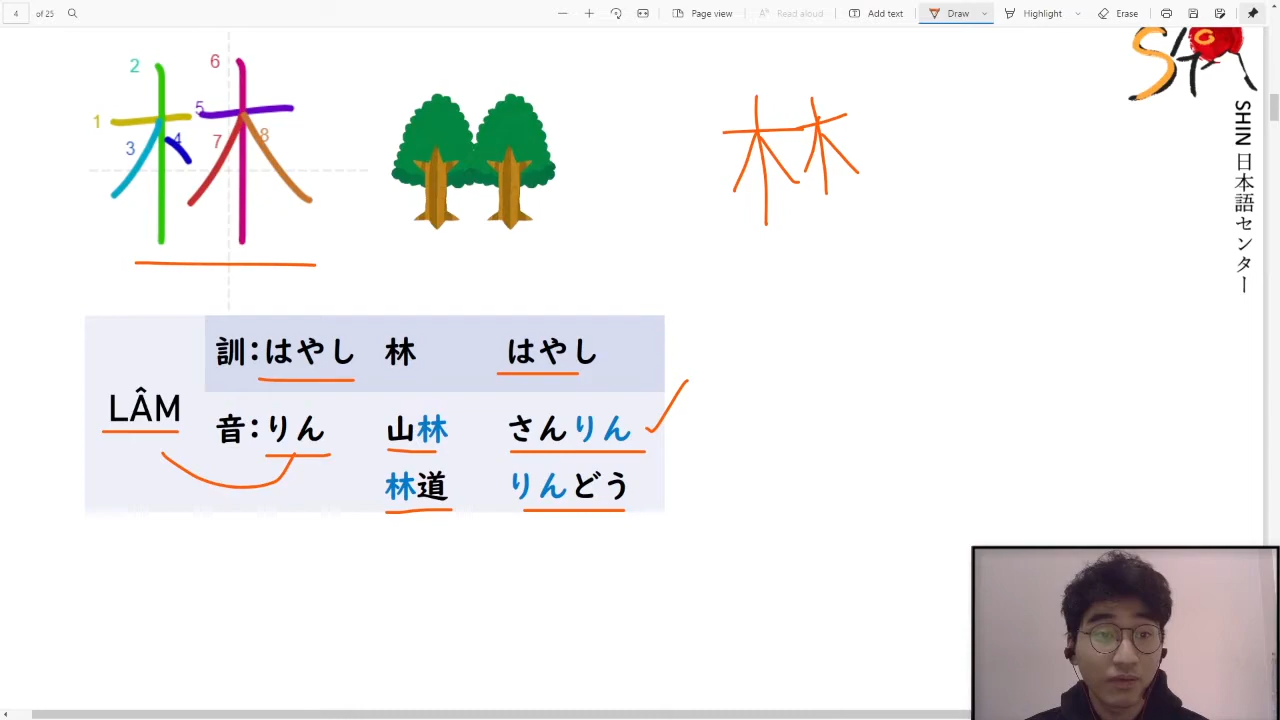 4 of 25 Page view Read aloud Add text Draw Highlight Erase
2 6
1 5
3 4 7 8
林
SHIN 日本語センター
LÂM
訓：はやし 林 はやし
音：りん 山林 さんりん
林道 りんどう